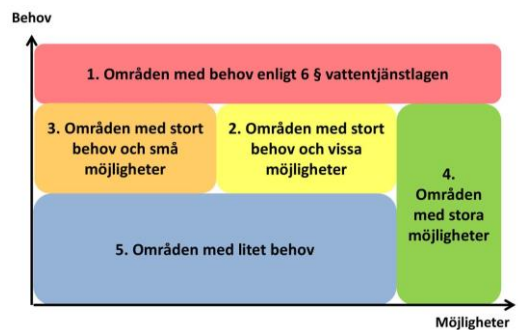 Behov
1. Områden med behov enligt 6 § vattentjänstlagen
3. Områden med stort
behov och små
möjligheter
2. Områden med stort
behov och vissa
möjligheter
4.
Områden
med stora
möjligheter
5. Områden med litet behov
Möjligheter